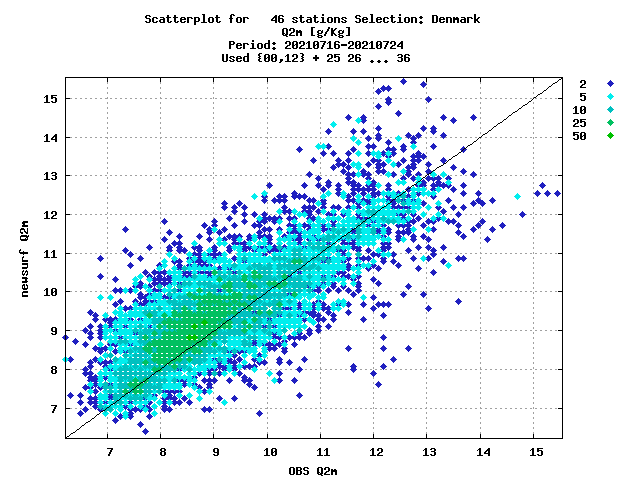 Scatterplot for   46 stations Selection: Denmark
Q2m [g/Kg]
Period: 20210716-20210724
Used {00,12} + 25 26 ... 36
2
5
10
25
50
15
14
13
12
11
10
9
8
7
newsurf Q2m
7 8 9 10 11 12 13 14 15
OBS Q2m